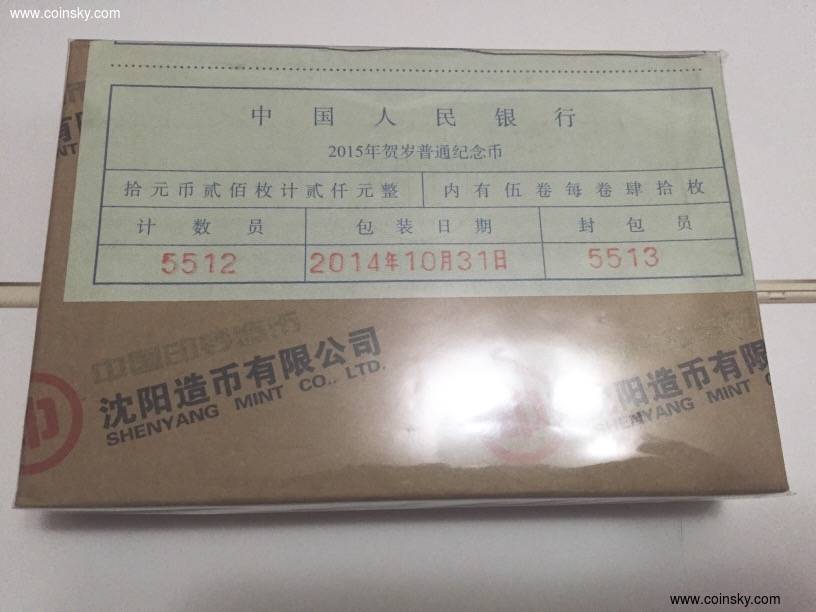 www.coinsky.com
中国人民银行
2015年贺岁普通纪念币
拾元币贰佰枚计贰仟元整 内有伍卷每卷肆拾枚
计数员 包装日期 封包员
5512 2014年10月31日 5513
沈阳造币有限公司
SHENYANG MINT CO., LTD.
沈阳造币有限
SHENYANG MINT
www.coinsky.com